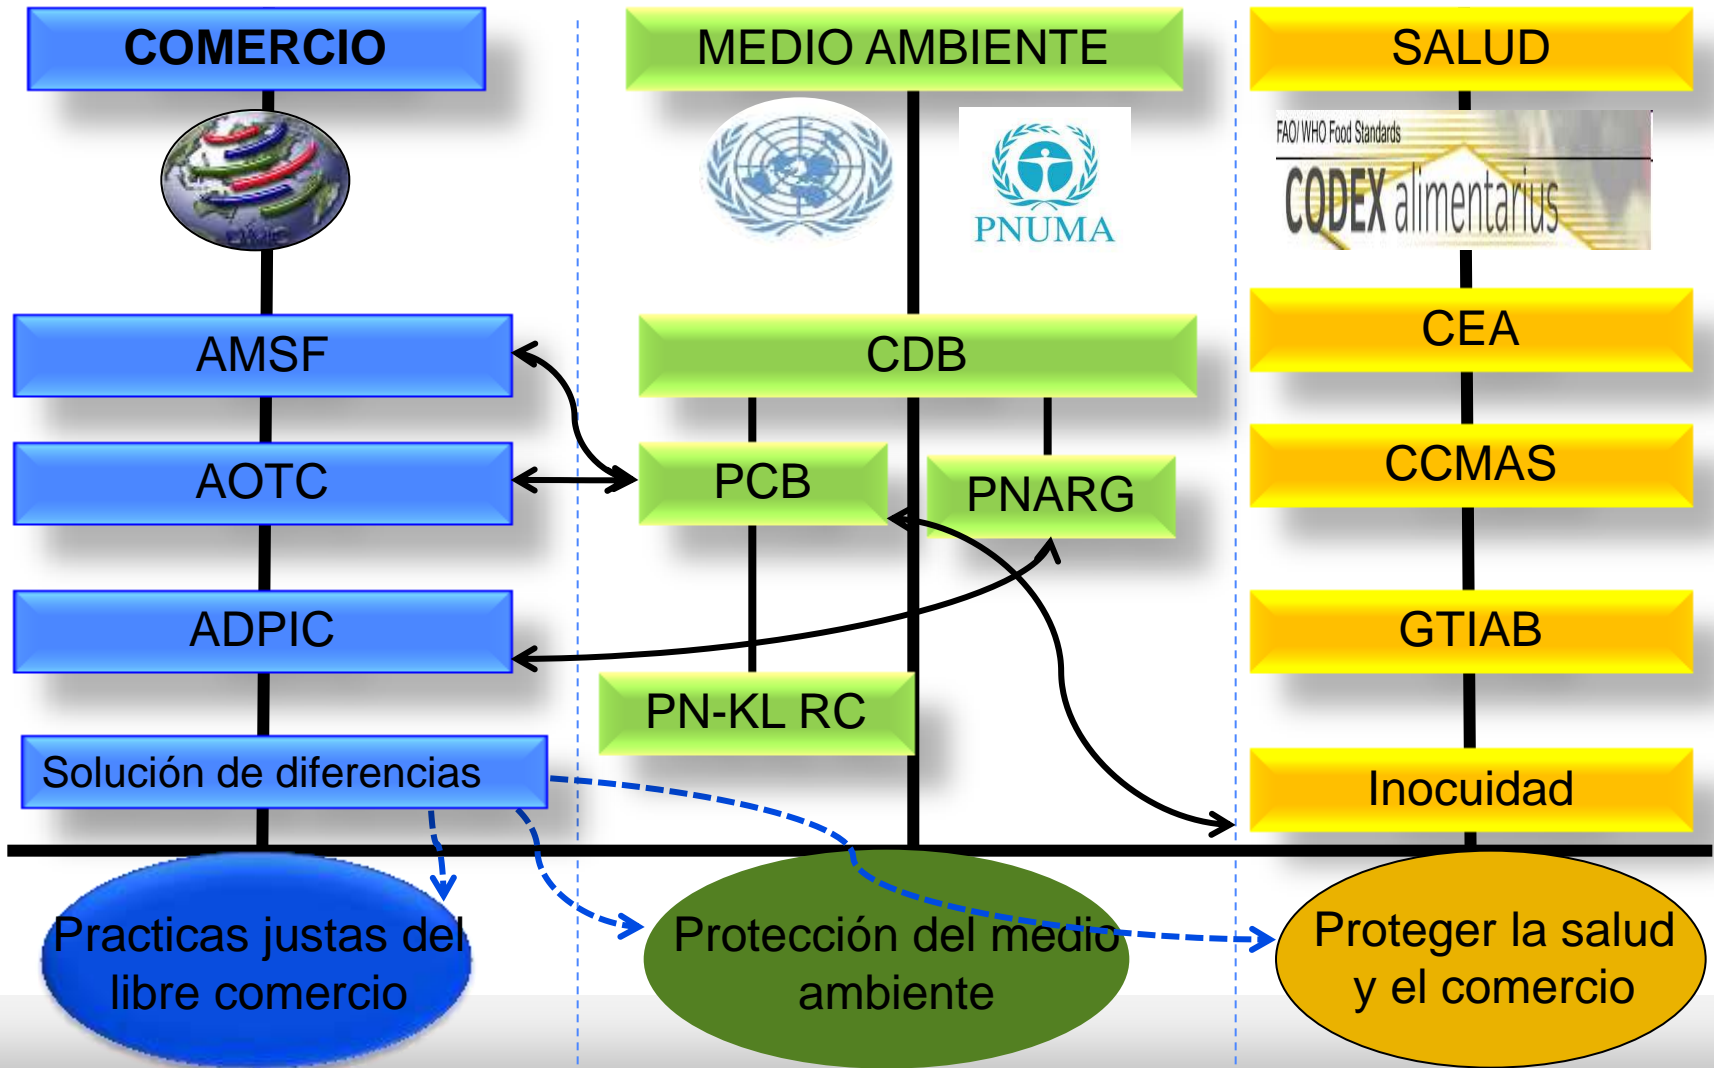 COMERCIO
MEDIO AMBIENTE
SALUD
PNUMA
FAO/ WHO Food Standards
CODEX alimentarius
AMSF
CDB
CEA
AOTC
PCB
PNARG
CCMAS
ADPIC
PN-KL RC
GTIAB
Solución de diferencias
Inocuidad
Practicas justas del
libre comercio
Protección del medio
ambiente
Proteger la salud
y el comercio